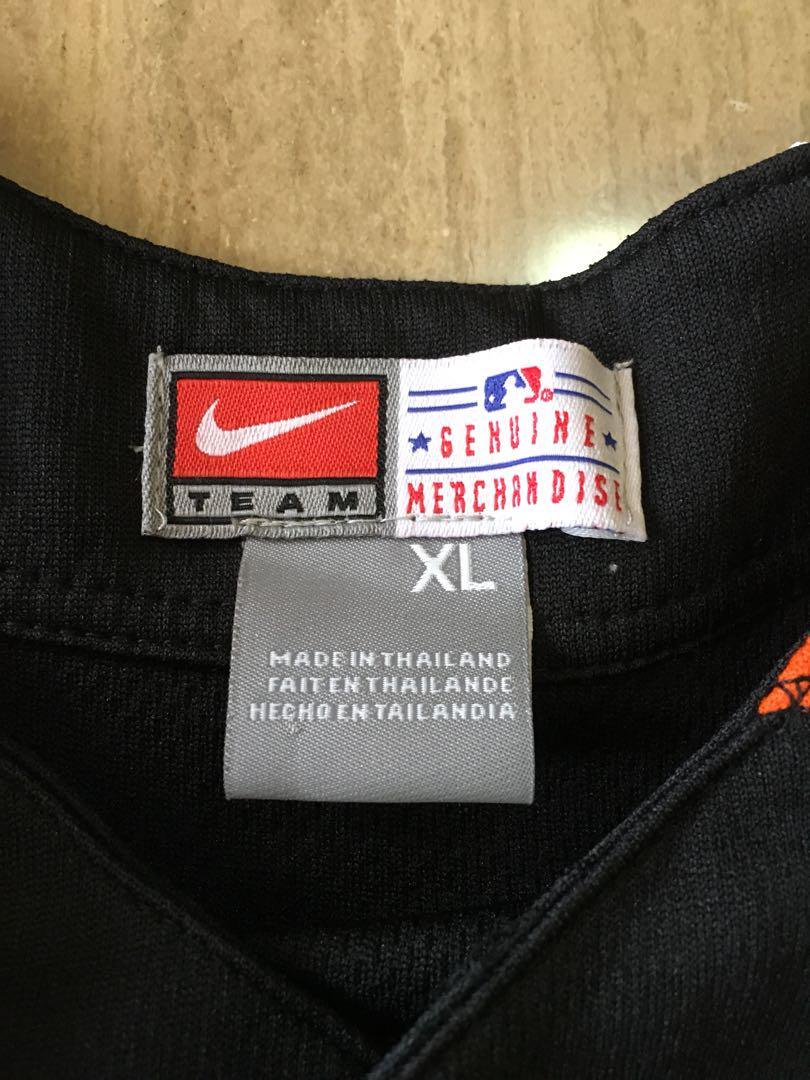 TEAM
GENUINE
MERCHANDISE
XL
MADE IN THAILAND
FAIT EN THAILANDE
HECHO EN TAILANDIA